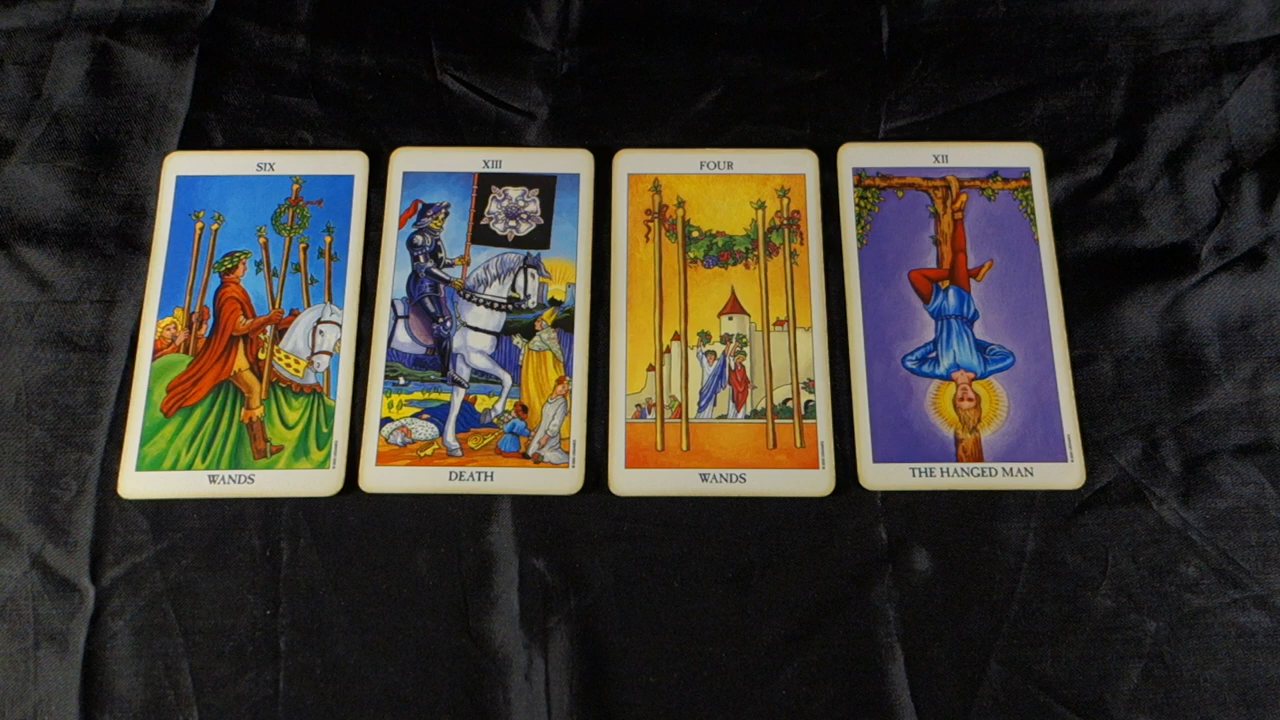 SIX
WANDS
XIII
DEATH
FOUR
WANDS
XII
THE HANGED MAN